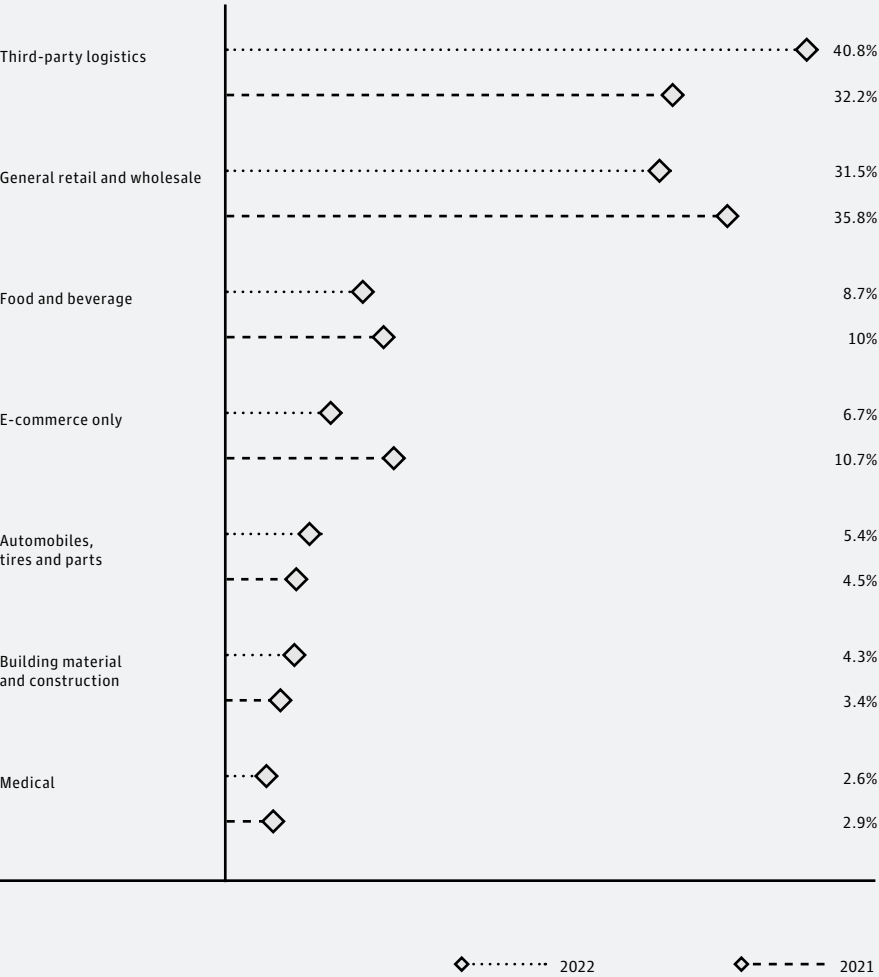 Third-party logistics
40.8%
32.2%
General retail and wholesale
31.5%
35.8%
Food and beverage
8.7%
10%
E-commerce only
6.7%
10.7%
Automobiles,
tires and parts
5.4%
4.5%
Building material
and construction
4.3%
3.4%
Medical
2.6%
2.9%
2022
2021